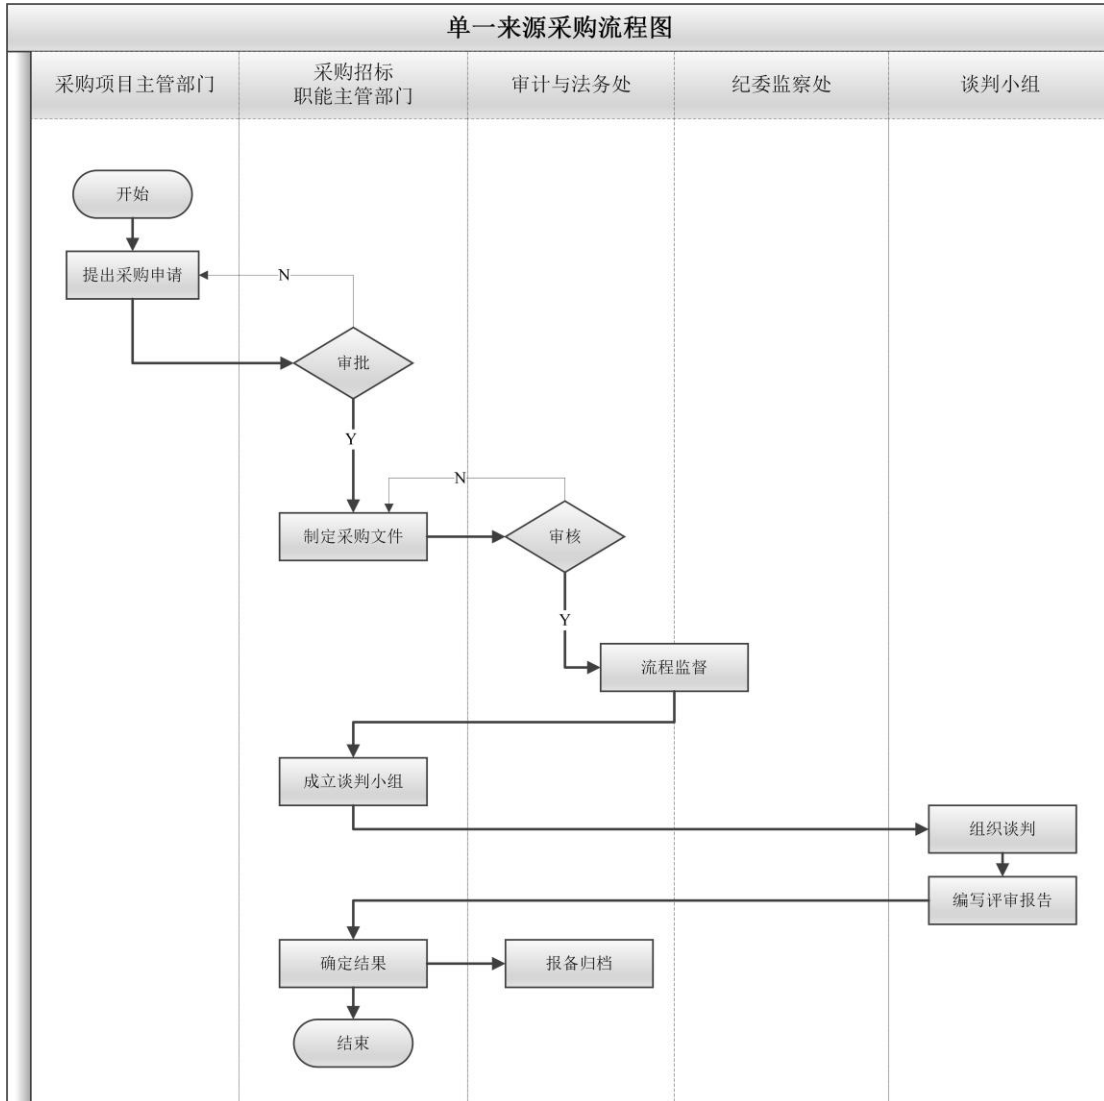 单一来源采购流程图
采购项目主管部门
采购招标
职能主管部门
审计与法务处
纪委监察处
谈判小组
开始
提出采购申请
N
审批
Y
N
制定采购文件
审核
Y
流程监督
成立谈判小组
组织谈判
编写评审报告
确定结果
报备归档
结束